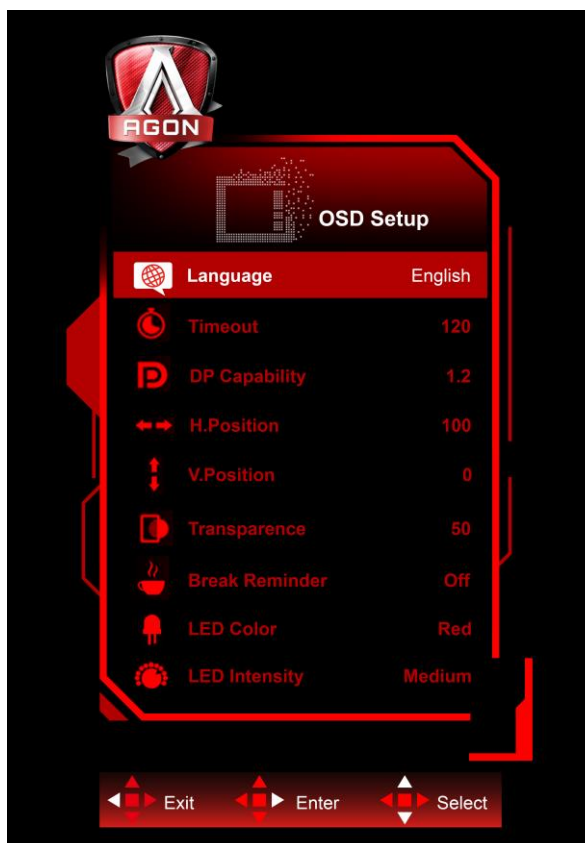 AGON
OSD Setup
Language English
Timeout 120
DP Capability 1.2
H.Position 100
V.Position 0
Transparence 50
Break Reminder Off
LED Color Red
LED Intensity Medium
Exit Enter Select